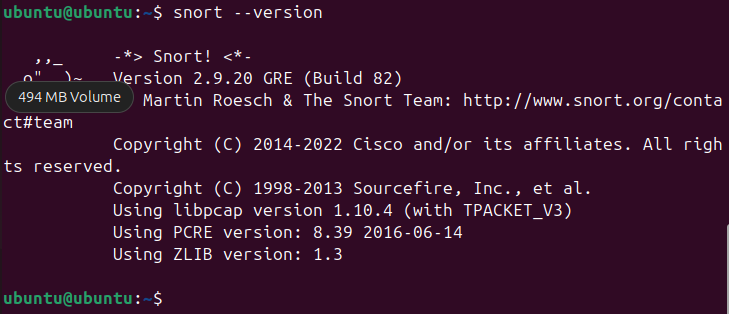 ubuntu@ubuntu:~$ snort --version
,,_     -*> Snort! <*-
o"  )~   Version 2.9.20 GRE (Build 82)
494 MB Volume
Martin Roesch & The Snort Team: http://www.snort.org/conta
ct#team
Copyright (C) 2014-2022 Cisco and/or its affiliates. All righ
ts reserved.
Copyright (C) 1998-2013 Sourcefire, Inc., et al.
Using libpcap version 1.10.4 (with TPACKET_V3)
Using PCRE version: 8.39 2016-06-14
Using ZLIB version: 1.3
ubuntu@ubuntu:~$